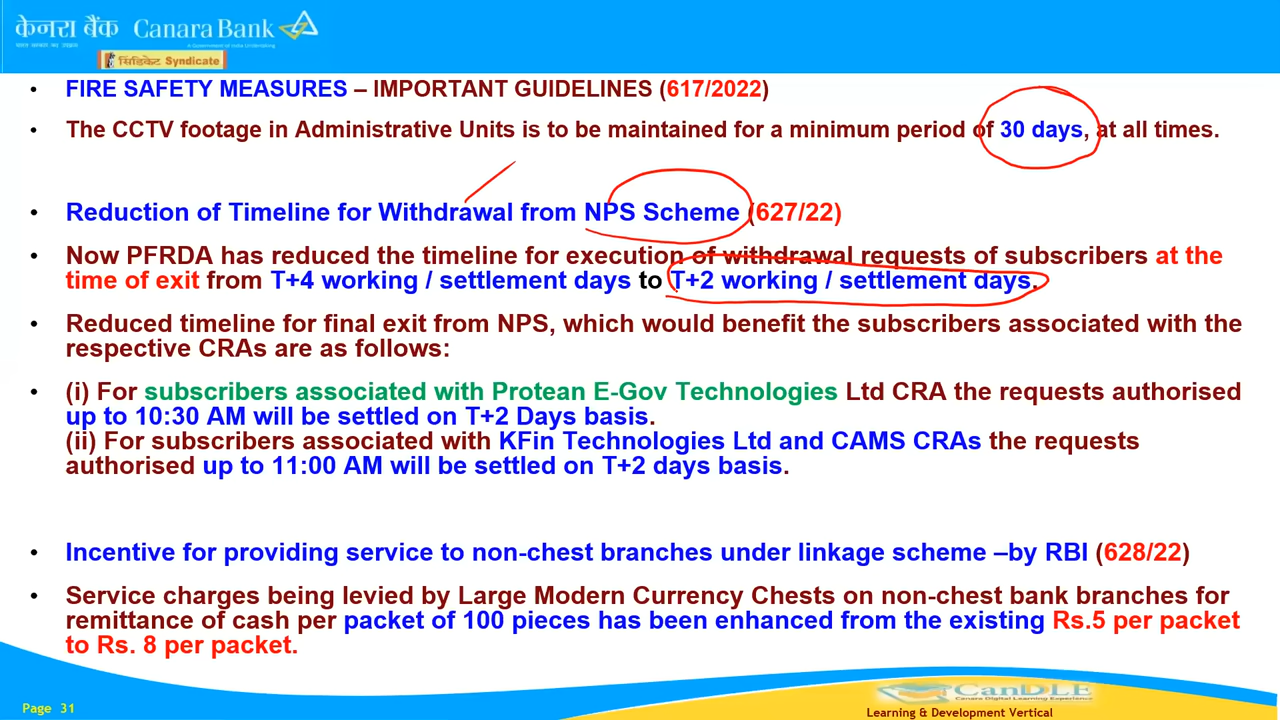 केनरा बैंक Canara Bank
A Government of India Undertaking
सिंडिकेट Syndicate
• FIRE SAFETY MEASURES – IMPORTANT GUIDELINES (617/2022)
• The CCTV footage in Administrative Units is to be maintained for a minimum period of 30 days, at all times.
• Reduction of Timeline for Withdrawal from NPS Scheme (627/22)
• Now PFRDA has reduced the timeline for execution of withdrawal requests of subscribers at the
time of exit from T+4 working / settlement days to T+2 working / settlement days.
• Reduced timeline for final exit from NPS, which would benefit the subscribers associated with the
respective CRAs are as follows:
• (i) For subscribers associated with Protean E-Gov Technologies Ltd CRA the requests authorised
up to 10:30 AM will be settled on T+2 Days basis.
(ii) For subscribers associated with KFin Technologies Ltd and CAMS CRAs the requests
authorised up to 11:00 AM will be settled on T+2 days basis.
• Incentive for providing service to non-chest branches under linkage scheme –by RBI (628/22)
• Service charges being levied by Large Modern Currency Chests on non-chest bank branches for
remittance of cash per packet of 100 pieces has been enhanced from the existing Rs.5 per packet
to Rs. 8 per packet.
CanDLE
Canara Digital Learning Experience
Page 31
Learning & Development Vertical